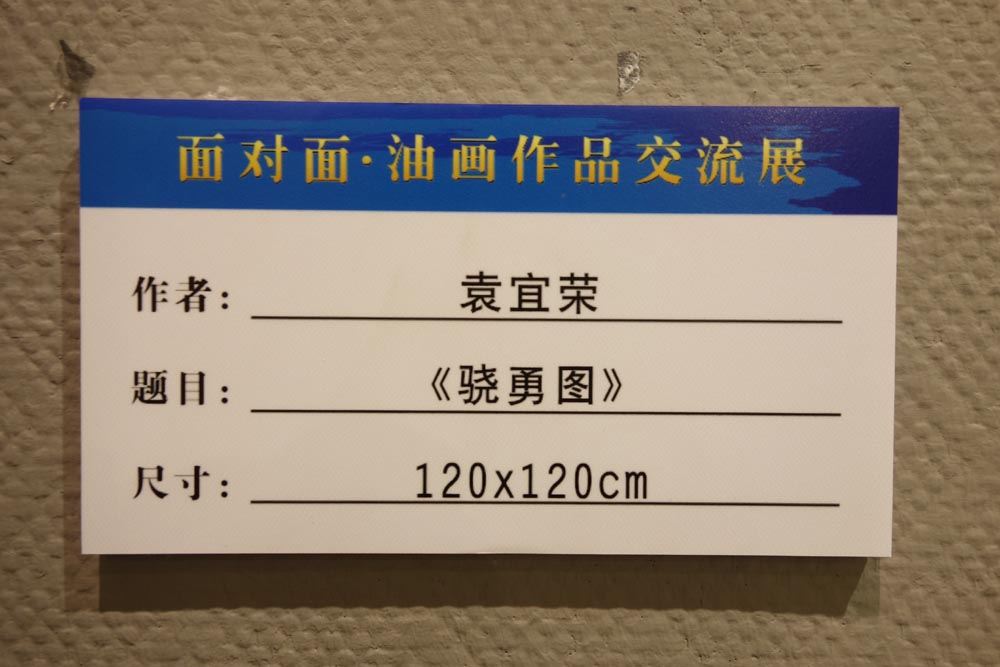 面对面·油画作品交流展
作者：袁宜荣
题目：《骁勇图》
尺寸：120x120cm